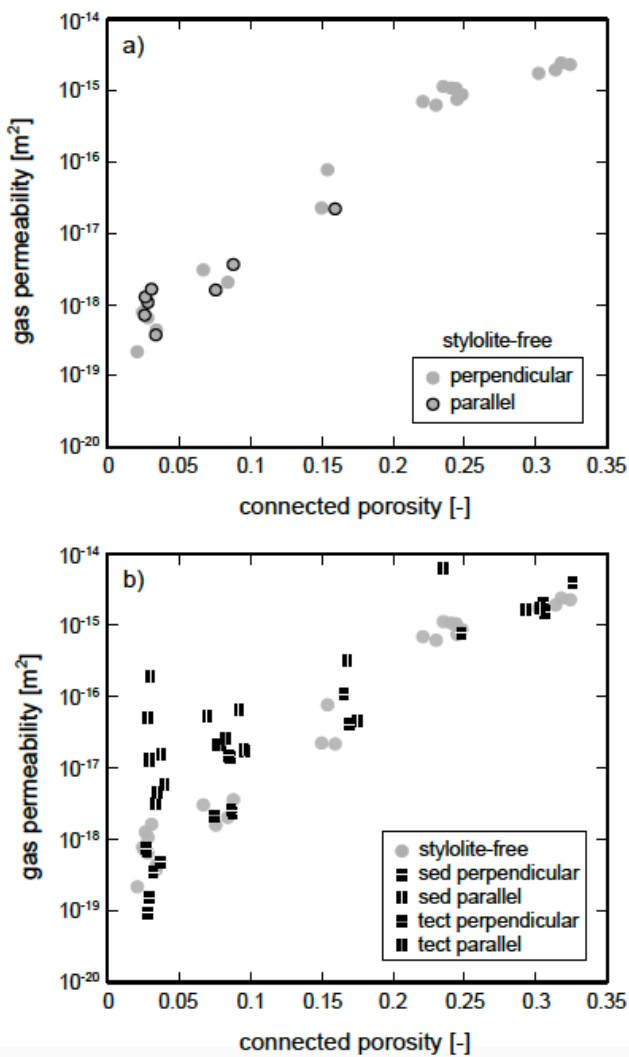 a)
gas permeability [m²]
10⁻¹⁴
10⁻¹⁵
10⁻¹⁶
10⁻¹⁷
10⁻¹⁸
10⁻¹⁹
10⁻²⁰
stylolite-free
perpendicular
parallel
0 0.05 0.1 0.15 0.2 0.25 0.3 0.35
connected porosity [-]
b)
gas permeability [m²]
10⁻¹⁴
10⁻¹⁵
10⁻¹⁶
10⁻¹⁷
10⁻¹⁸
10⁻¹⁹
10⁻²⁰
stylolite-free
sed perpendicular
sed parallel
tect perpendicular
tect parallel
0 0.05 0.1 0.15 0.2 0.25 0.3 0.35
connected porosity [-]